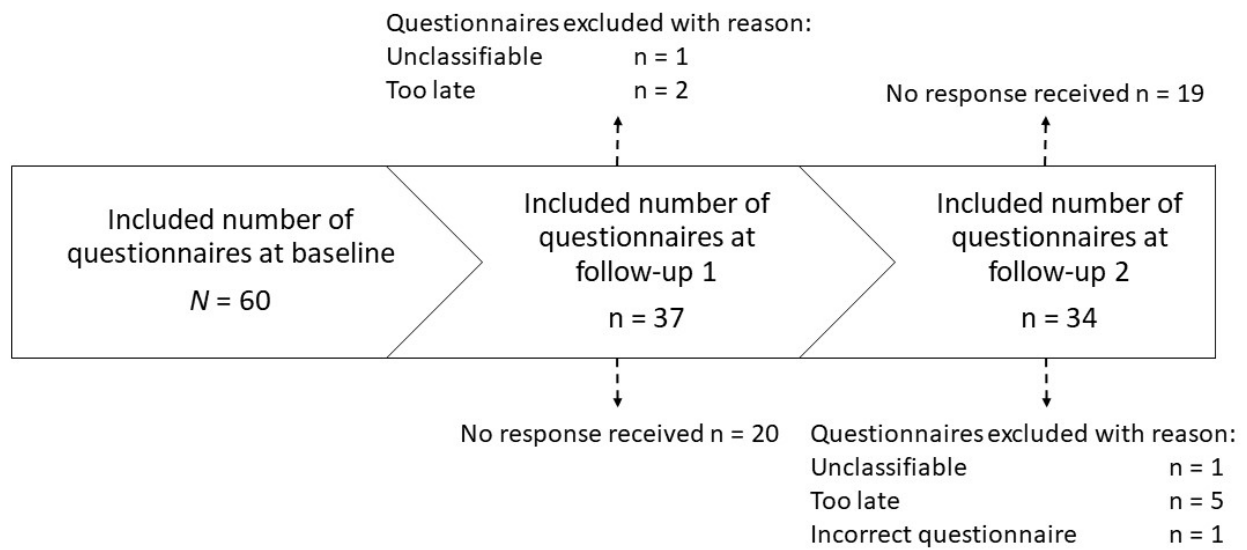 Questionnaires excluded with reason:
Unclassifiable n = 1
Too late n = 2
No response received n = 19
Included number of
questionnaires at baseline
N = 60
Included number of
questionnaires at
follow-up 1
n = 37
Included number of
questionnaires at
follow-up 2
n = 34
No response received n = 20
Questionnaires excluded with reason:
Unclassifiable n = 1
Too late n = 5
Incorrect questionnaire n = 1